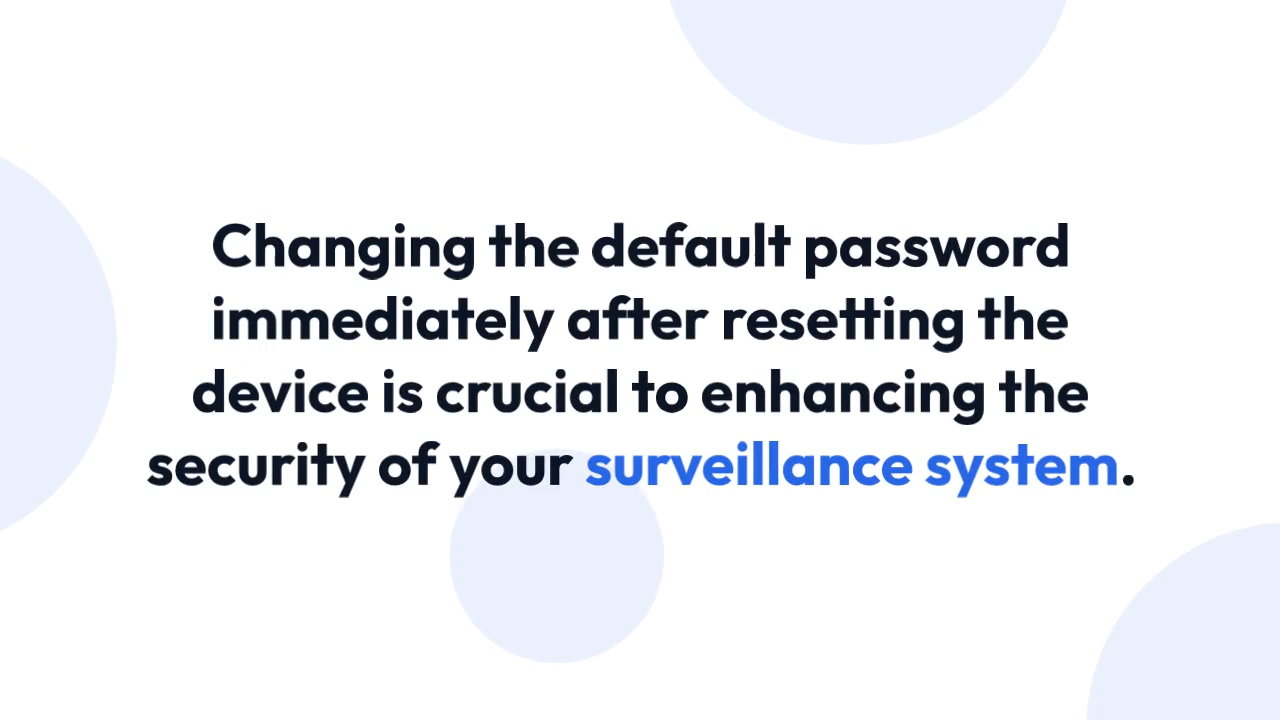 Changing the default password
immediately after resetting the
device is crucial to enhancing the
security of your surveillance system.